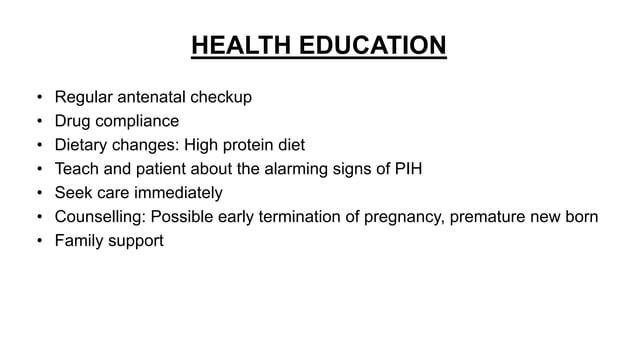 HEALTH EDUCATION
• Regular antenatal checkup
• Drug compliance
• Dietary changes: High protein diet
• Teach and patient about the alarming signs of PIH
• Seek care immediately
• Counselling: Possible early termination of pregnancy, premature new born
• Family support